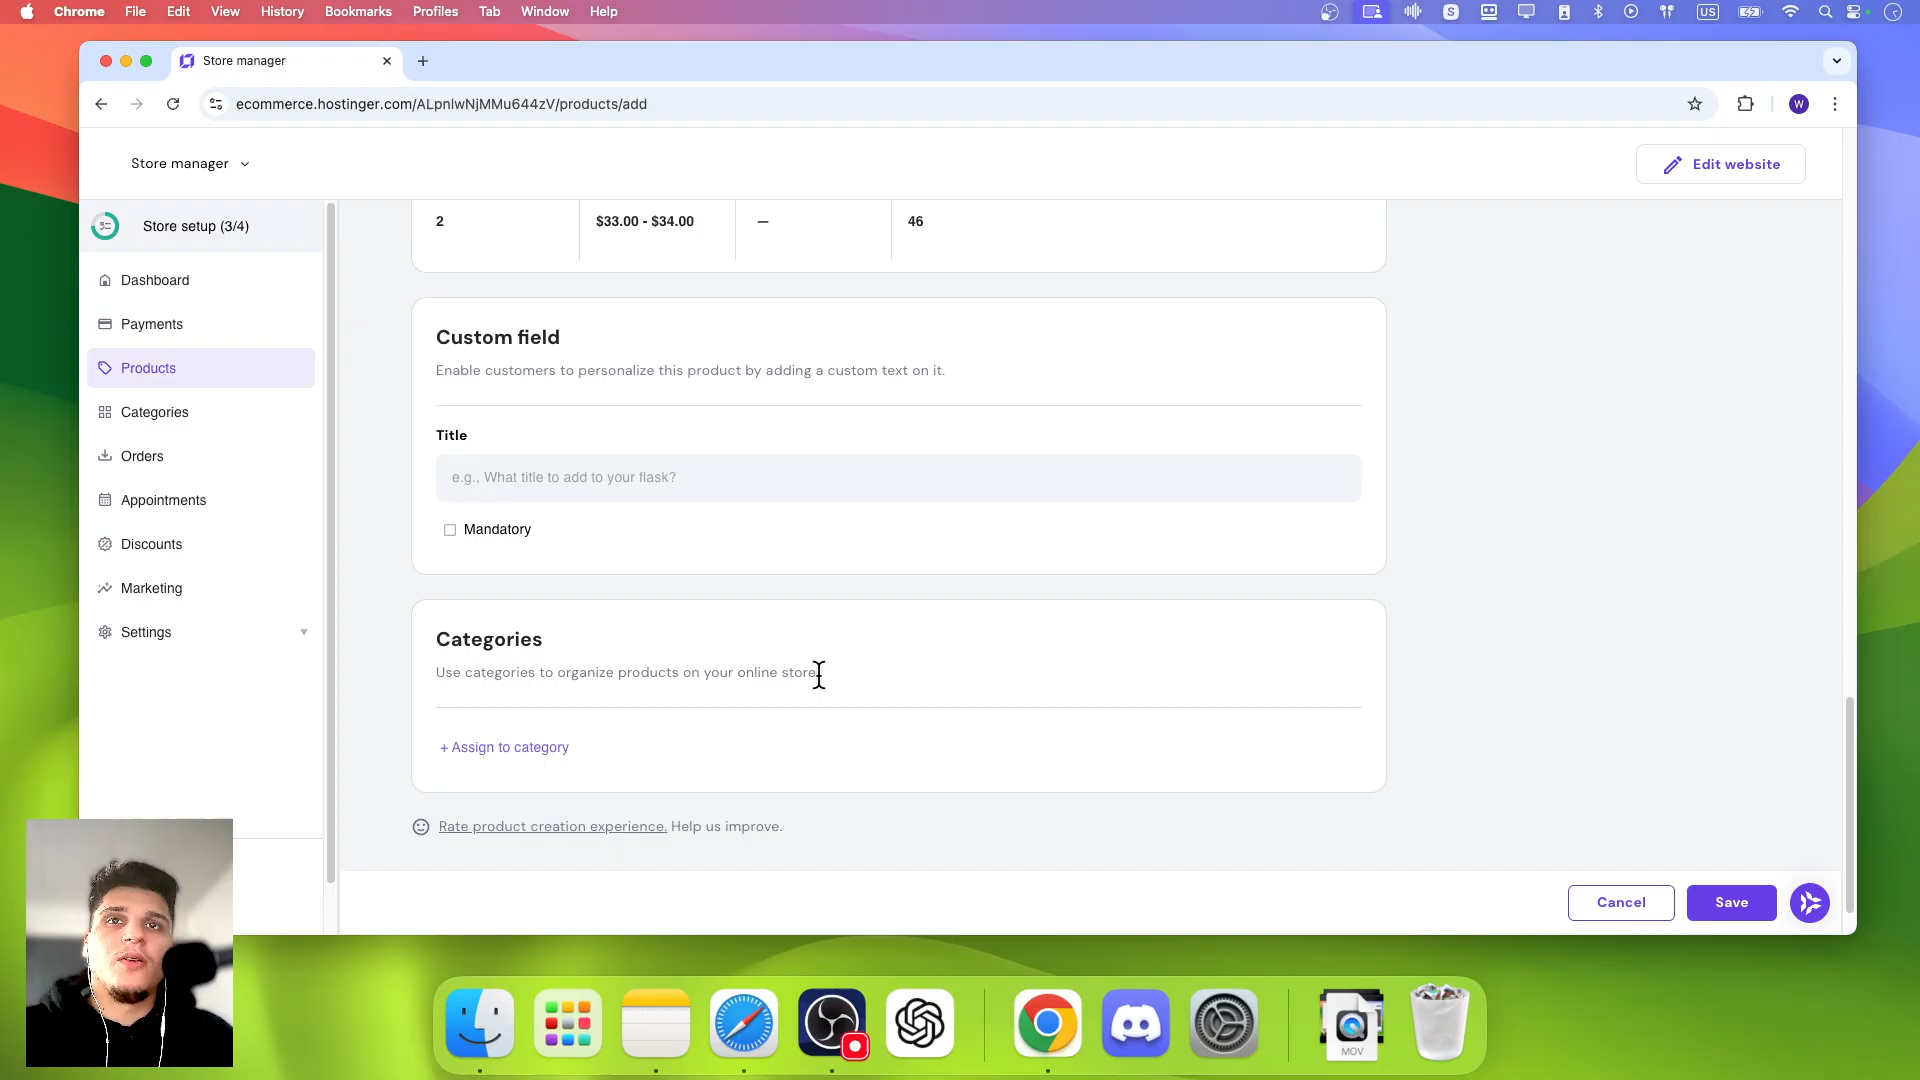 Chrome File Edit View History Bookmarks Profiles Tab Window Help
S US
Store manager
ecommerce.hostinger.com/ALpnlwNjMMu644zV/products/add
W
Store manager
Edit website
Store setup (3/4)
Dashboard
Payments
Products
Categories
Orders
Appointments
Discounts
Marketing
Settings
2 $33.00 - $34.00 — 46
Custom field
Enable customers to personalize this product by adding a custom text on it.
Title
e.g., What title to add to your flask?
Mandatory
Categories
Use categories to organize products on your online store.
+ Assign to category
Rate product creation experience. Help us improve.
Cancel
Save
MOV